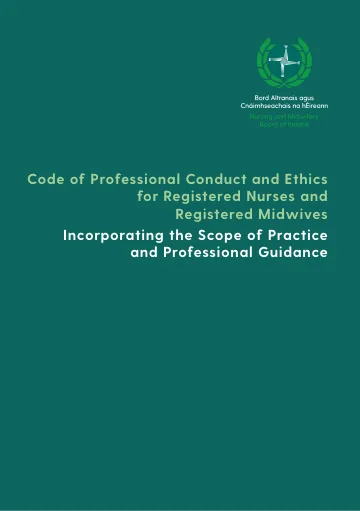 Bord Altranais agus
Cnáimhseachais na hÉireann
Nursing and Midwifery
Board of Ireland
Code of Professional Conduct and Ethics
for Registered Nurses and
Registered Midwives
Incorporating the Scope of Practice
and Professional Guidance